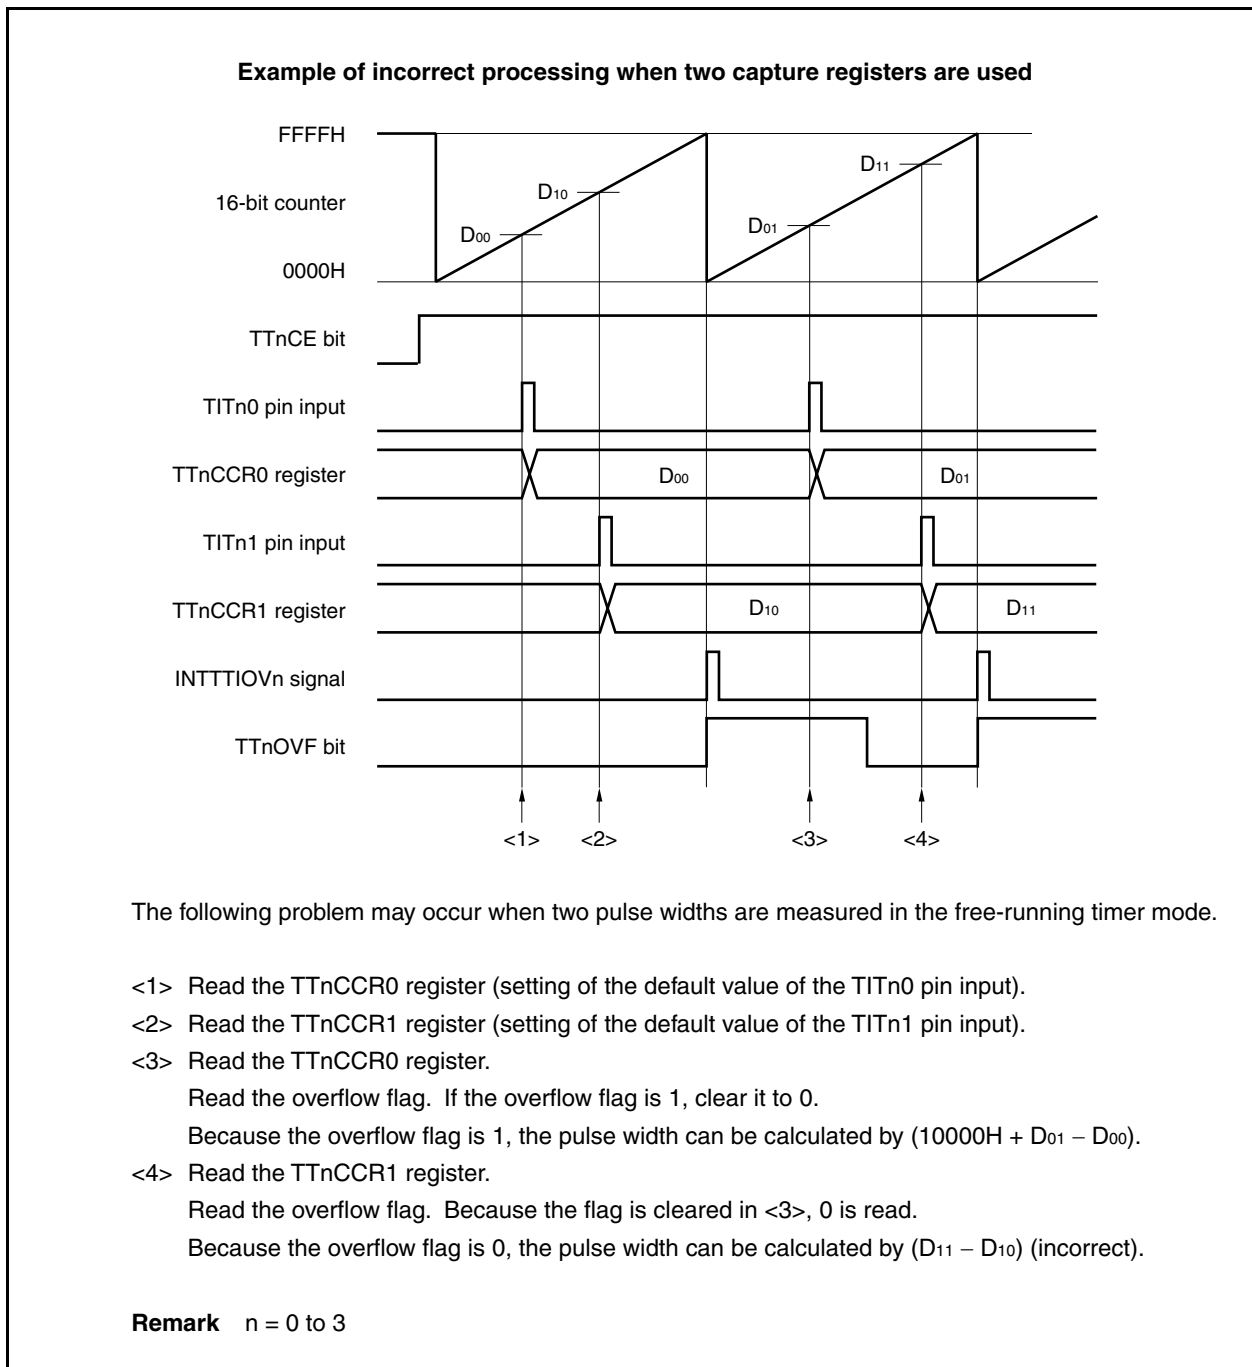 Example of incorrect processing when two capture registers are used
FFFFH
D11
D10
16-bit counter
D01
D00
0000H
TTnCE bit
TITn0 pin input
TTnCCR0 register
D00
D01
TITn1 pin input
TTnCCR1 register
D10
D11
INTTTIOVn signal
TTnOVF bit
<1> <2> <3> <4>
The following problem may occur when two pulse widths are measured in the free-running timer mode.
<1> Read the TTnCCR0 register (setting of the default value of the TITn0 pin input).
<2> Read the TTnCCR1 register (setting of the default value of the TITn1 pin input).
<3> Read the TTnCCR0 register.
Read the overflow flag. If the overflow flag is 1, clear it to 0.
Because the overflow flag is 1, the pulse width can be calculated by (10000H + D01 − D00).
<4> Read the TTnCCR1 register.
Read the overflow flag. Because the flag is cleared in <3>, 0 is read.
Because the overflow flag is 0, the pulse width can be calculated by (D11 − D10) (incorrect).
Remark n = 0 to 3